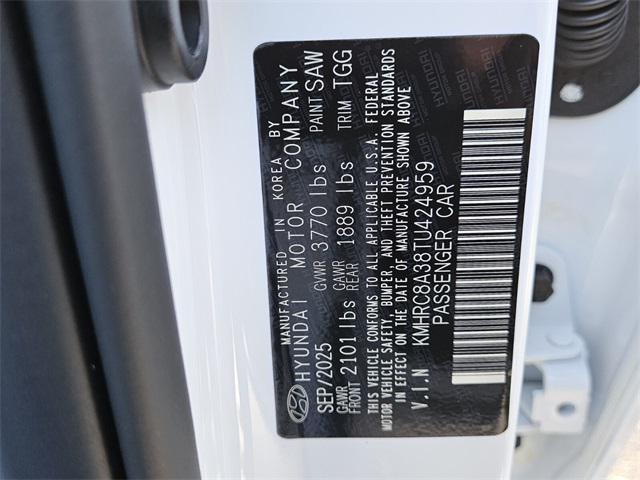 MANUFACTURED IN KOREA BY
HYUNDAI MOTOR COMPANY
SEP/2025 GVWR 3770 lbs PAINT SAW
GAWR FRONT 2101 lbs GAWR REAR 1889 lbs TRIM TGG
THIS VEHICLE CONFORMS TO ALL APPLICABLE U.S.A. FEDERAL
MOTOR VEHICLE SAFETY, BUMPER, AND THEFT PREVENTION STANDARDS
IN EFFECT ON THE DATE OF MANUFACTURE SHOWN ABOVE
V.I.N KMHRC8A38TU424959
PASSENGER CAR